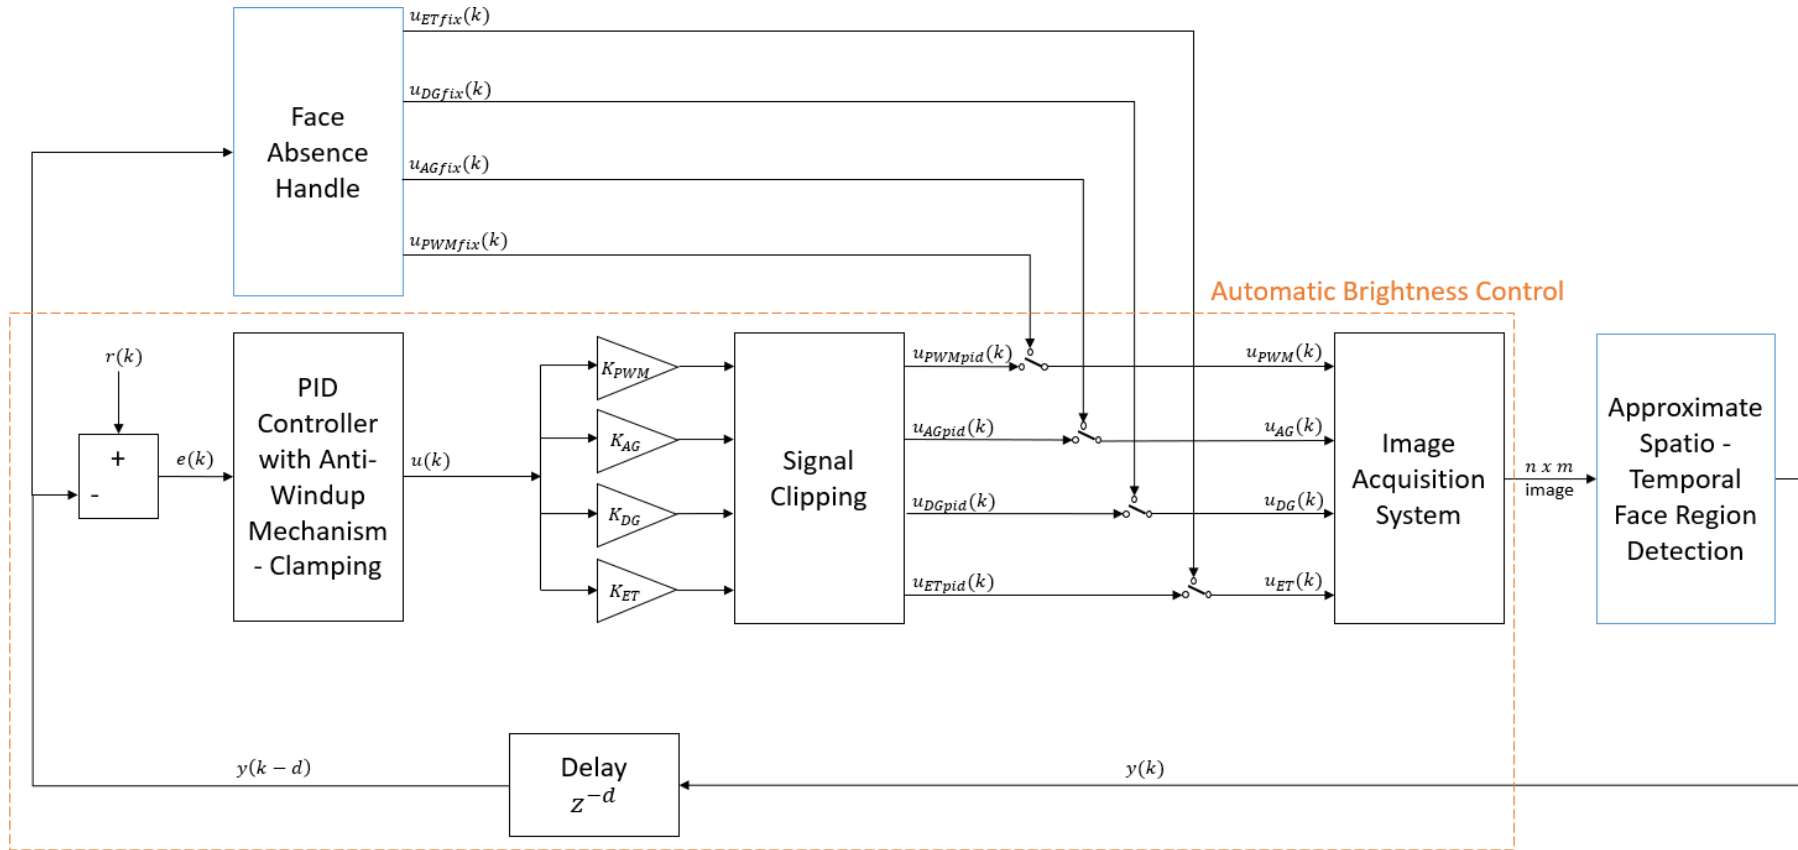 u_ETfix(k)
u_DGfix(k)
Face
Absence
Handle
u_AGfix(k)
u_PWMfix(k)
Automatic Brightness Control
r(k)
+
-
e(k)
PID
Controller
with Anti-
Windup
Mechanism
- Clamping
u(k)
K_PWM
K_AG
K_DG
K_ET
Signal
Clipping
u_PWMpid(k)
u_AGpid(k)
u_DGpid(k)
u_ETpid(k)
u_PWM(k)
u_AG(k)
u_DG(k)
u_ET(k)
Image
Acquisition
System
n x m
image
Approximate
Spatio -
Temporal
Face Region
Detection
y(k - d)
Delay
z^-d
y(k)